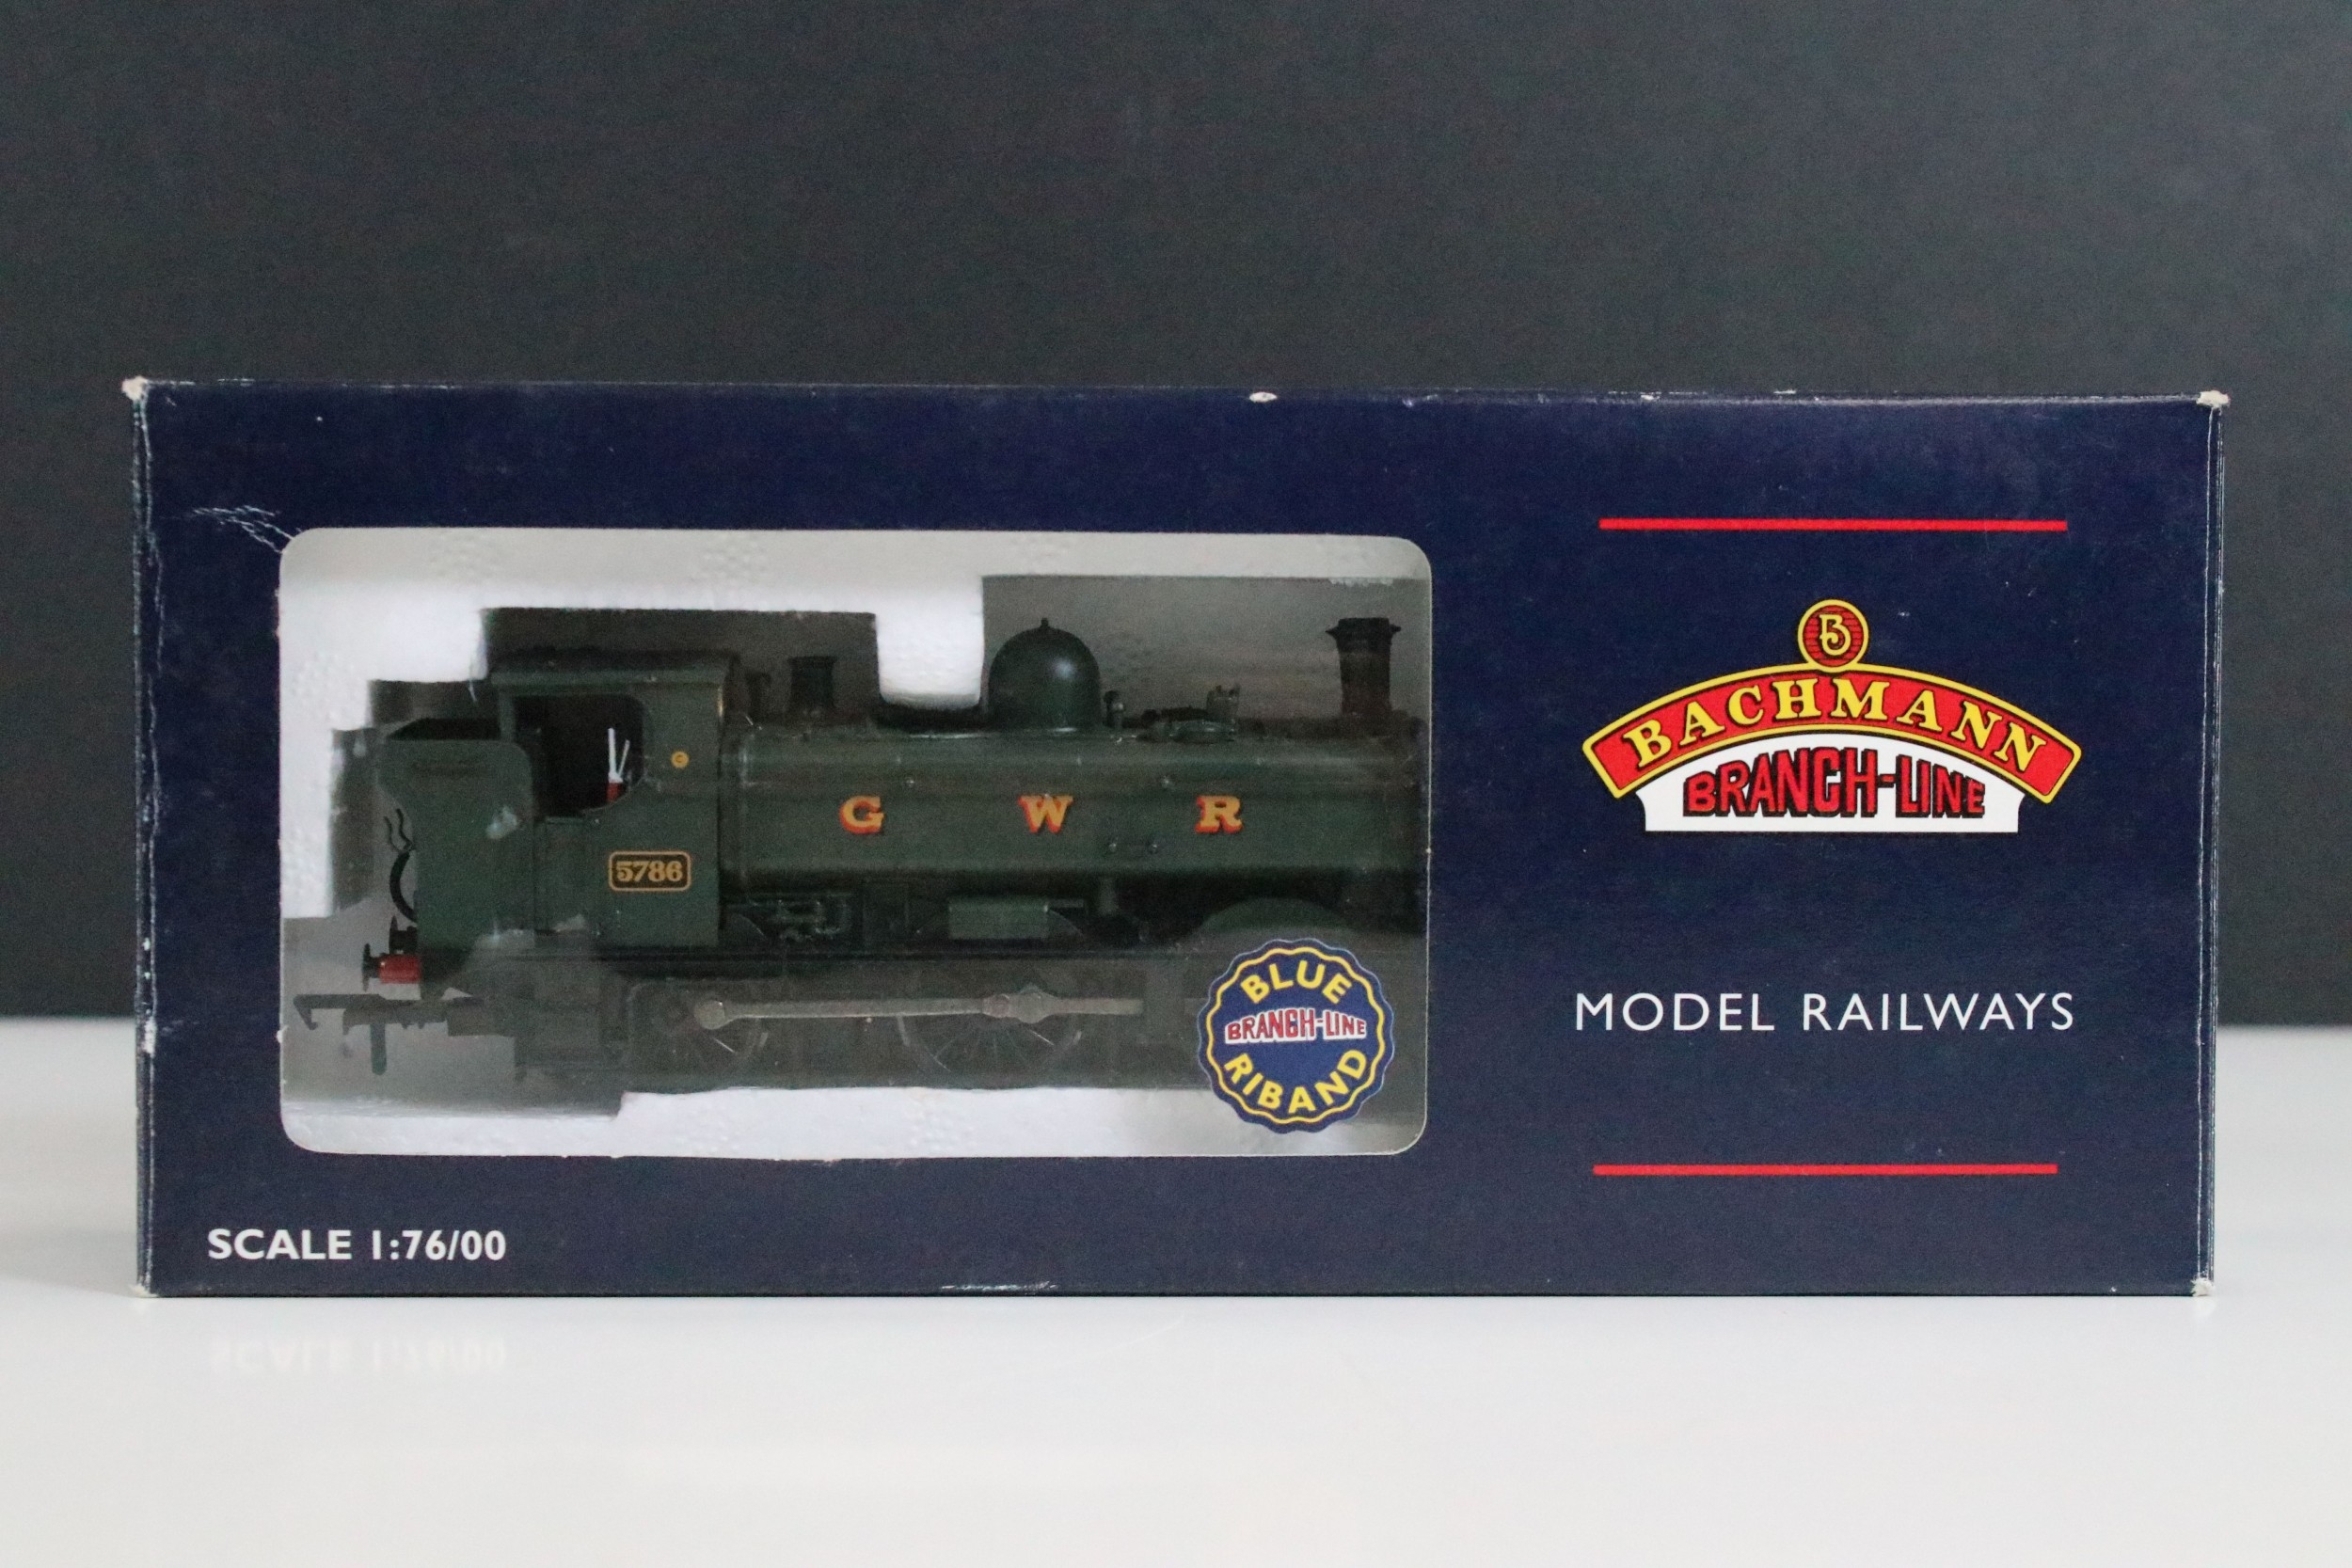 B
BACHMANN
BRANCH-LINE
G W R
5786
BLUE
BRANCH-LINE
RIBAND
MODEL RAILWAYS
SCALE 1:76/00